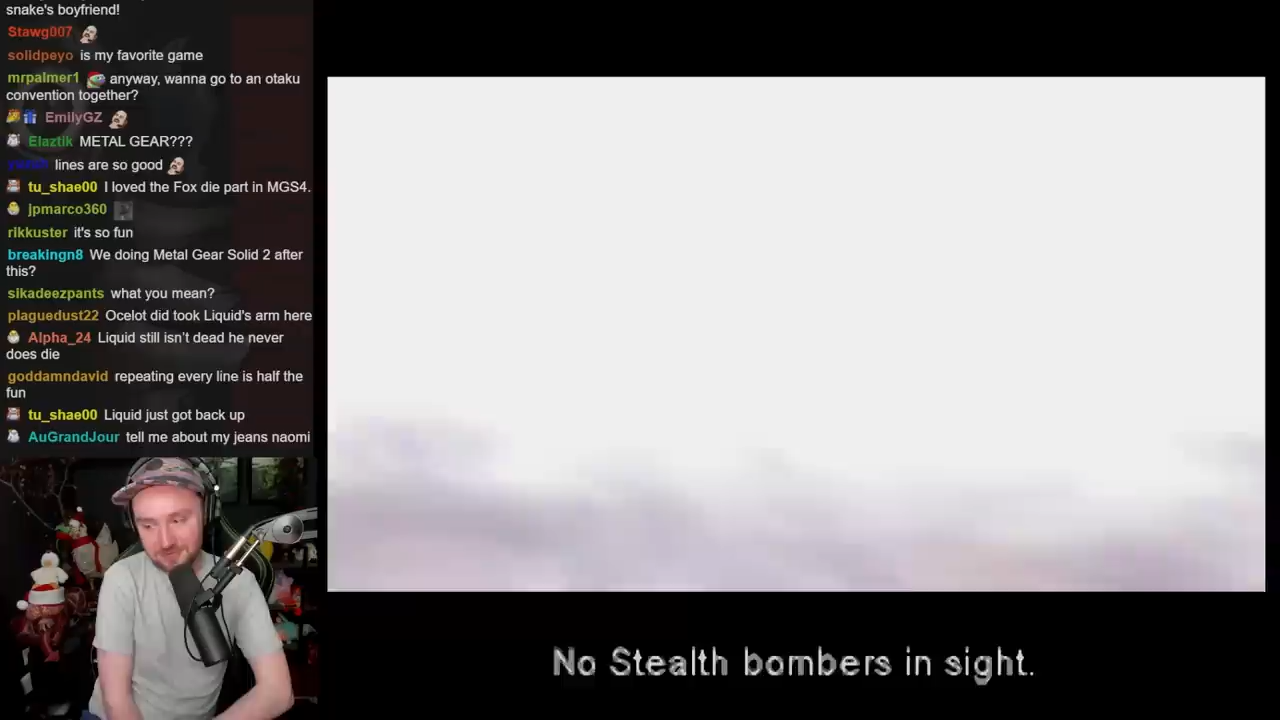 snake's boyfriend!
Stawg007
solidpeyo is my favorite game
mrpalmer1 anyway, wanna go to an otaku
convention together?
EmilyGZ
Elaztik METAL GEAR???
lines are so good
tu_shae00 I loved the Fox die part in MGS4.
jpmarco360
rikkuster it's so fun
breakingn8 We doing Metal Gear Solid 2 after
this?
sikadeezpants what you mean?
plaguedust22 Ocelot did took Liquid's arm here
Alpha_24 Liquid still isn't dead he never
does die
goddamndavid repeating every line is half the
fun
tu_shae00 Liquid just got back up
AuGrandJour tell me about my jeans naomi
No Stealth bombers in sight.